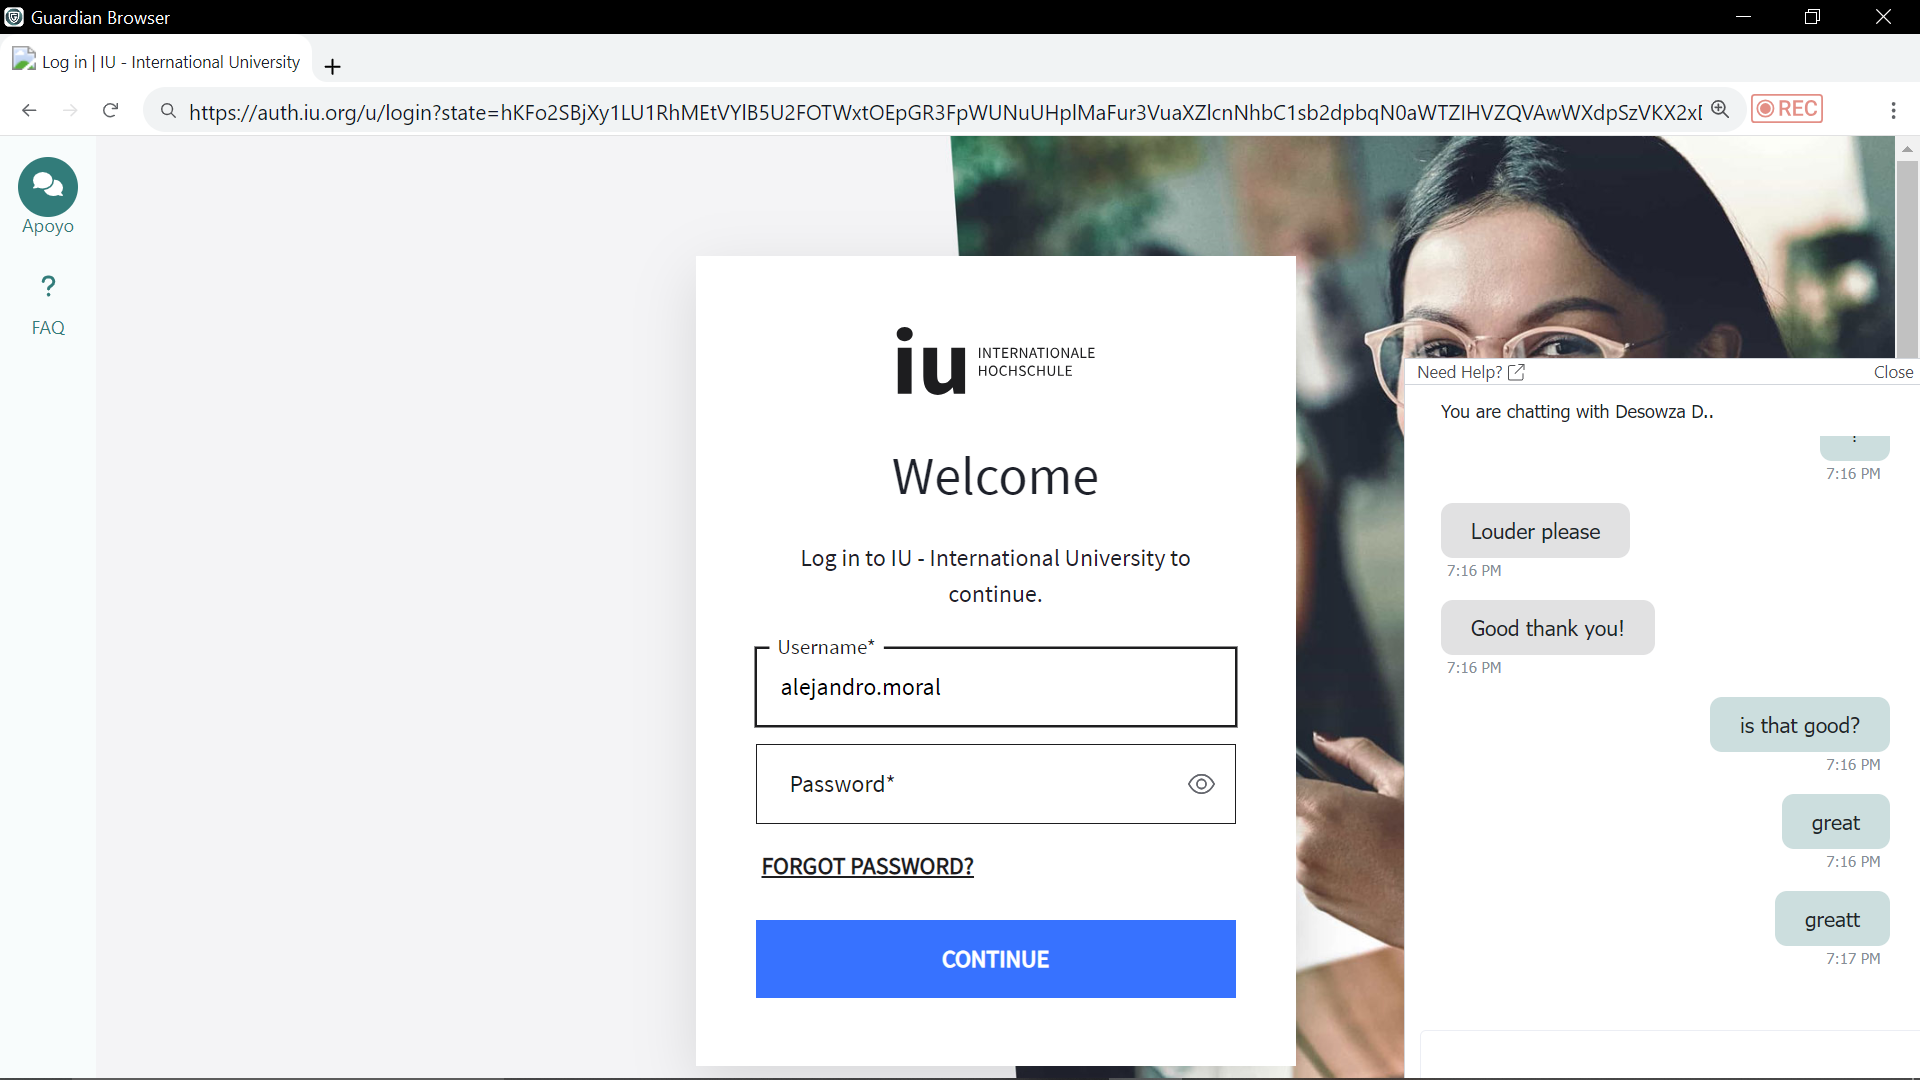 Guardian Browser
Log in | IU - International University
https://auth.iu.org/u/login?state=hKFo2SBjXy1LU1RhMEtVYlB5U2FOTWxtOEpGR3FpWUNuUHplMaFur3VuaXZlcnNhbC1sb2dpbqN0aWTZIHVZQVAwWXdpSzVKX2xD
REC
Apoyo
?
FAQ
iu INTERNATIONALE
HOCHSCHULE
Welcome
Log in to IU - International University to
continue.
Username*
alejandro.moral
Password*
FORGOT PASSWORD?
CONTINUE
Need Help?
Close
You are chatting with Desowza D..
7:16 PM
Louder please
7:16 PM
Good thank you!
7:16 PM
is that good?
7:16 PM
great
7:16 PM
greatt
7:17 PM